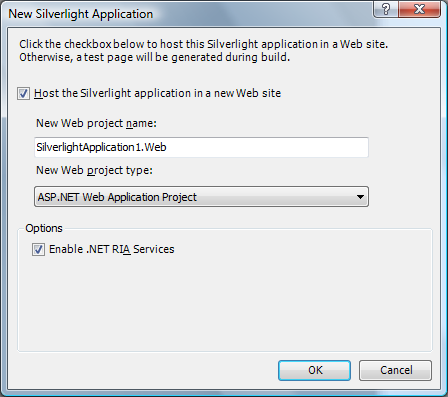 New Silverlight Application
Click the checkbox below to host this Silverlight application in a Web site.
Otherwise, a test page will be generated during build.
Host the Silverlight application in a new Web site
New Web project name:
SilverlightApplication1.Web
New Web project type:
ASP.NET Web Application Project
Options
Enable .NET RIA Services
OK Cancel